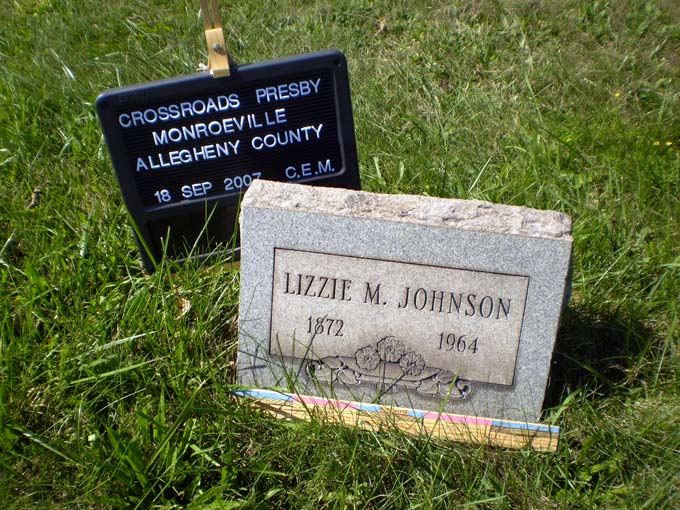 CROSSROADS PRESBY
MONROEVILLE
ALLEGHENY COUNTY
18 SEP 2007 C.E.M.
LIZZIE M. JOHNSON
1872 1964